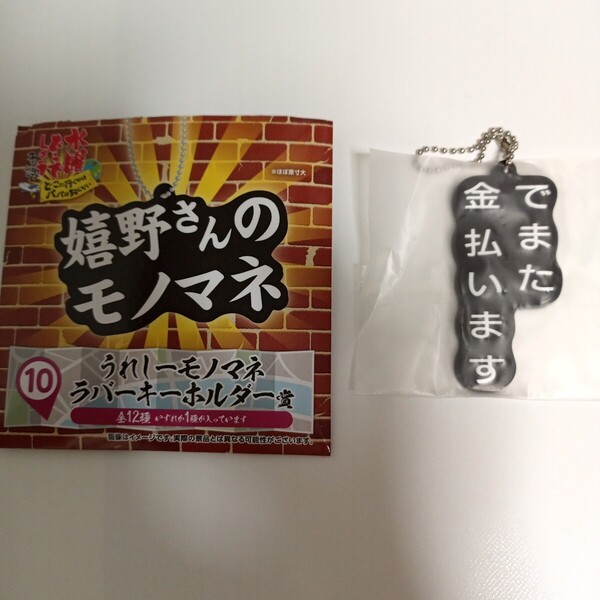 水曜
どうでしょう
※ほぼ原寸大
嬉野さんの
モノマネ
10
うれしーモノマネ
ラバーキーホルダー賞
全12種 いずれか1種が入っています
画像はイメージです。実際の景品とは異なる可能性がございます。
でまた
金払います